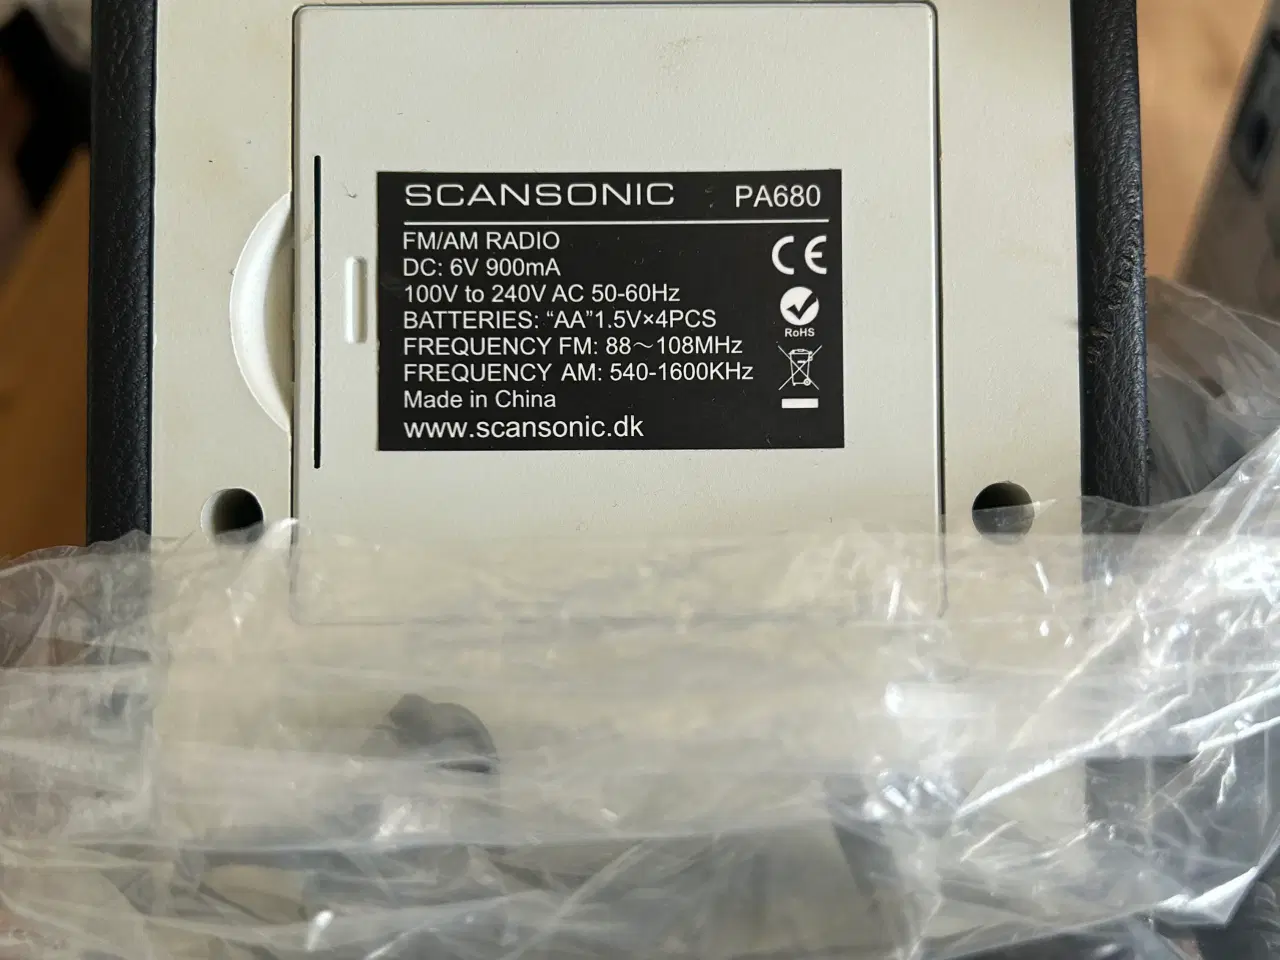 SCANSONIC PA680
FM/AM RADIO
DC: 6V 900mA
100V to 240V AC 50-60Hz
BATTERIES: “AA”1.5V×4PCS
FREQUENCY FM: 88～108MHz
FREQUENCY AM: 540-1600KHz
Made in China
www.scansonic.dk
CE
RoHS